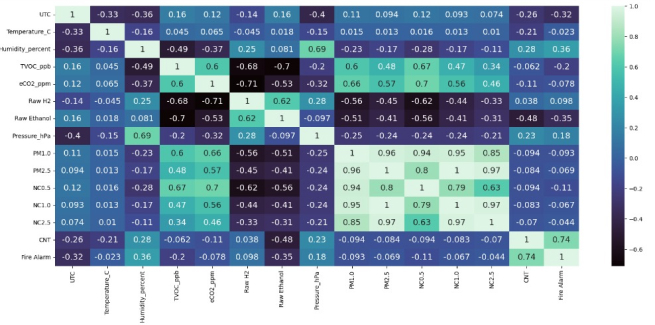 UTC 1 -0.33 -0.36 0.16 0.12 -0.14 0.16 -0.4 0.11 0.094 0.12 0.093 0.074 -0.26 -0.32
Temperature_C -0.33 1 -0.16 0.045 0.065 -0.045 0.018 -0.15 0.015 0.013 0.016 0.013 0.01 -0.21 -0.023
Humidity_percent -0.36 -0.16 1 -0.49 -0.37 0.25 0.081 0.69 -0.23 -0.17 -0.28 -0.17 -0.11 0.28 0.36
TVOC_ppb 0.16 0.045 -0.49 1 0.6 -0.68 -0.7 -0.2 0.6 0.48 0.67 0.47 0.34 -0.062 -0.2
eCO2_ppm 0.12 0.065 -0.37 0.6 1 -0.71 -0.53 -0.32 0.66 0.57 0.7 0.56 0.46 -0.11 -0.078
Raw H2 -0.14 -0.045 0.25 -0.68 -0.71 1 0.62 0.28 -0.56 -0.45 -0.62 -0.44 -0.33 0.038 0.098
Raw Ethanol 0.16 0.018 0.081 -0.7 -0.53 0.62 1 -0.097 -0.51 -0.41 -0.56 -0.41 -0.31 -0.48 -0.35
Pressure_hPa -0.4 -0.15 0.69 -0.2 -0.32 0.28 -0.097 1 -0.25 -0.24 -0.24 -0.24 -0.21 0.23 0.18
PM1.0 0.11 0.015 -0.23 0.6 0.66 -0.56 -0.51 -0.25 1 0.96 0.94 0.95 0.85 -0.094 -0.093
PM2.5 0.094 0.013 -0.17 0.48 0.57 -0.45 -0.41 -0.24 0.96 1 0.8 1 0.97 -0.084 -0.069
NC0.5 0.12 0.016 -0.28 0.67 0.7 -0.62 -0.56 -0.24 0.94 0.8 1 0.79 0.63 -0.094 -0.11
NC1.0 0.093 0.013 -0.17 0.47 0.56 -0.44 -0.41 -0.24 0.95 1 0.79 1 0.97 -0.083 -0.067
NC2.5 0.074 0.01 -0.11 0.34 0.46 -0.33 -0.31 -0.21 0.85 0.97 0.63 0.97 1 -0.07 -0.044
CNT -0.26 -0.21 0.28 -0.062 -0.11 0.038 -0.48 0.23 -0.094 -0.084 -0.094 -0.083 -0.07 1 0.74
Fire Alarm -0.32 -0.023 0.36 -0.2 -0.078 0.098 -0.35 0.18 -0.093 -0.069 -0.11 -0.067 -0.044 0.74 1
UTC
Temperature_C
Humidity_percent
TVOC_ppb
eCO2_ppm
Raw H2
Raw Ethanol
Pressure_hPa
PM1.0
PM2.5
NC0.5
NC1.0
NC2.5
CNT
Fire Alarm
1.0
0.8
0.6
0.4
0.2
0.0
-0.2
-0.4
-0.6